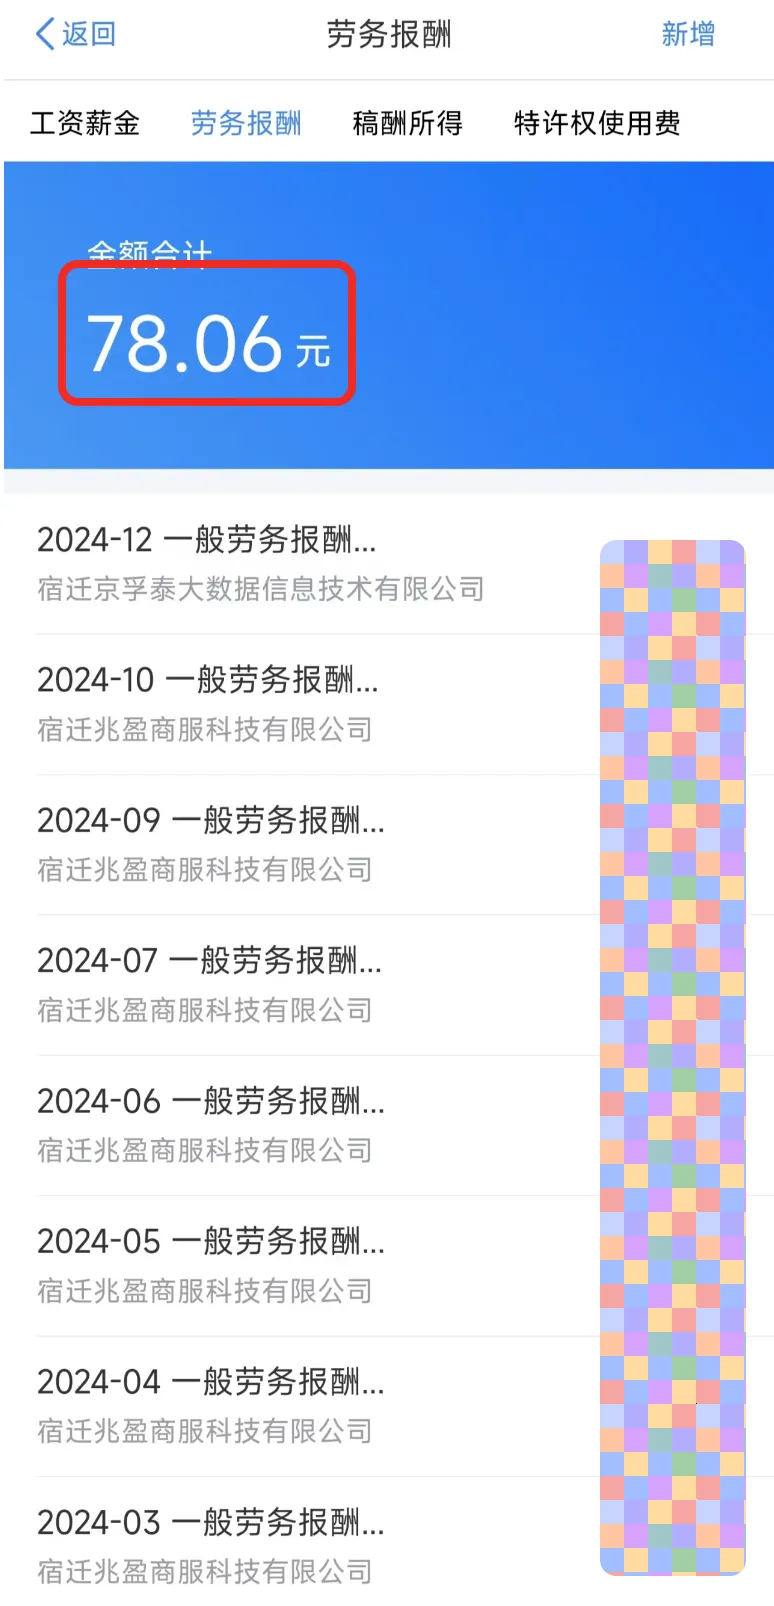 返回
劳务报酬
新增
工资薪金 劳务报酬 稿酬所得 特许权使用费
金额合计
78.06 元
2024-12 一般劳务报酬...
宿迁京孚泰大数据信息技术有限公司
2024-10 一般劳务报酬...
宿迁兆盈商服科技有限公司
2024-09 一般劳务报酬...
宿迁兆盈商服科技有限公司
2024-07 一般劳务报酬...
宿迁兆盈商服科技有限公司
2024-06 一般劳务报酬...
宿迁兆盈商服科技有限公司
2024-05 一般劳务报酬...
宿迁兆盈商服科技有限公司
2024-04 一般劳务报酬...
宿迁兆盈商服科技有限公司
2024-03 一般劳务报酬...
宿迁兆盈商服科技有限公司